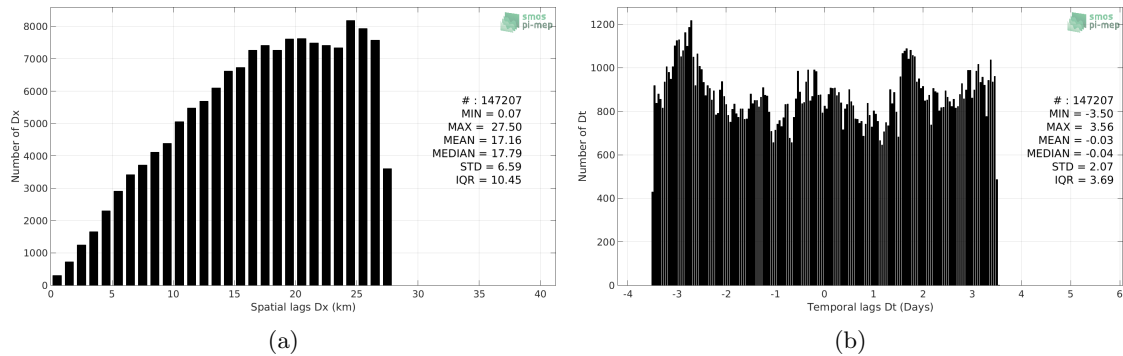 smos
pi-mep
8000
7000
6000
5000
4000
3000
2000
1000
0
Number of Dx
# : 147207
MIN = 0.07
MAX = 27.50
MEAN = 17.16
MEDIAN = 17.79
STD = 6.59
IQR = 10.45
0 5 10 15 20 25 30 35 40
Spatial lags Dx (km)
(a)
smos
pi-mep
1200
1000
800
600
400
200
0
Number of Dt
# : 147207
MIN = -3.50
MAX = 3.56
MEAN = -0.03
MEDIAN = -0.04
STD = 2.07
IQR = 3.69
-4 -3 -2 -1 0 1 2 3 4 5 6
Temporal lags Dt (Days)
(b)